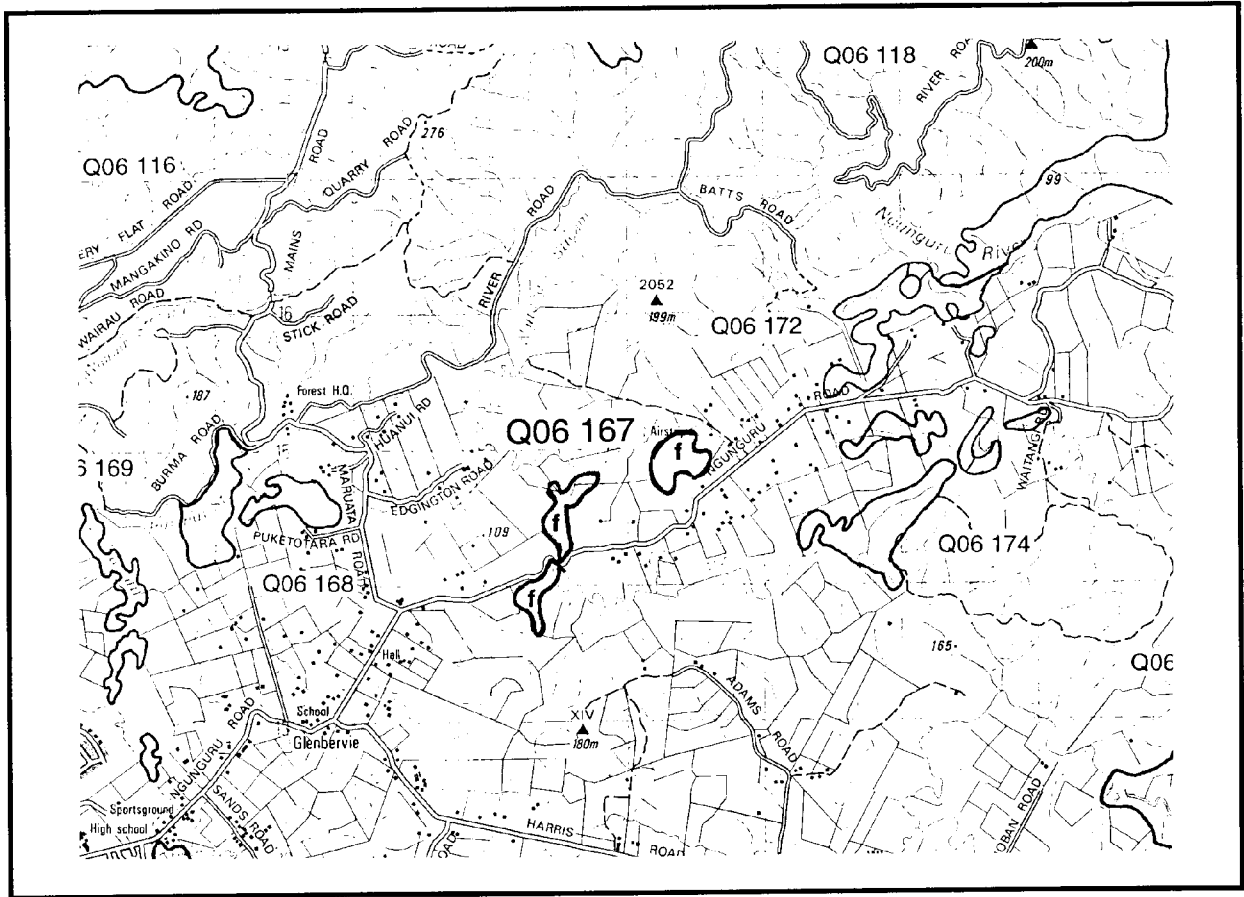 ROAD
Q06 118
RIVER
200m
276
Q06 116
ROAD
QUARRY ROAD
99
ERY FLAT ROAD
BATTS ROAD
ROAD
Ngunguru
River
MANGAKINO RD
MAINS
WAIRAU ROAD
16
STICK ROAD
RIVER
2052
199m
Q06 172
187
Forest H.Q.
ROAD
HUANUI RD
Q06 167
f
NGUNGURU
6 169
BURMA ROAD
MARUATA
ROAD
EDGINGTON ROAD
WAITANGI RD
f
109
PUKETOTARA RD
Q06 174
Q06 168
f
165
Hall
Q06
ADAMS
ROAD
School
XIV
180m
Glenbervie
NGUNGURU ROAD
Sportsground
High school
SANDS ROAD
HARRIS
ROAD
OAD
OBAN ROAD